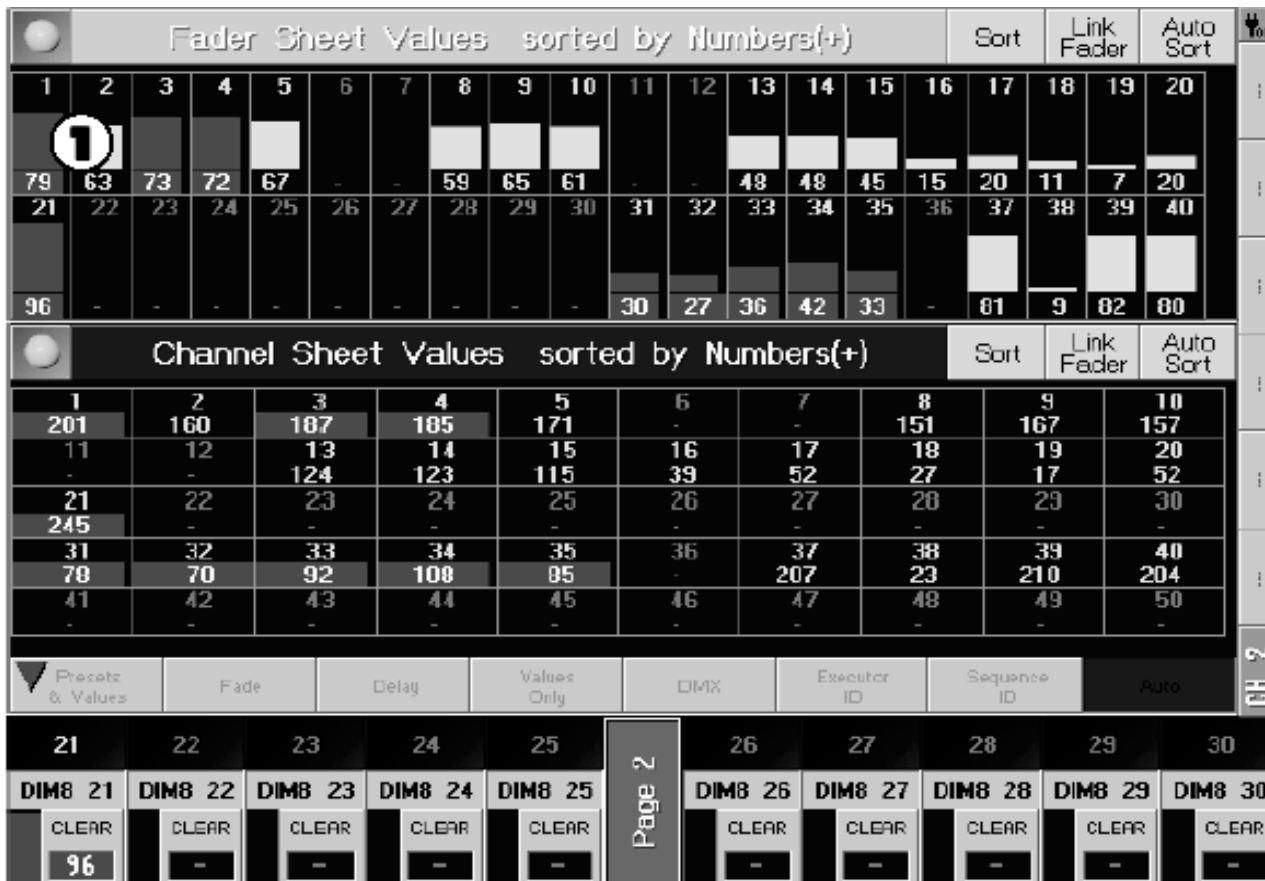 Fader Sheet Values sorted by Numbers(+) Sort Link Fader Auto Sort
1 2 3 4 5 6 7 8 9 10 11 12 13 14 15 16 17 18 19 20
1
79 63 73 72 67 - - 59 65 61 - - 48 48 45 15 20 11 7 20
21 22 23 24 25 26 27 28 29 30 31 32 33 34 35 36 37 38 39 40
96 - - - - - - - - - 30 27 36 42 33 - 81 9 82 80
Channel Sheet Values sorted by Numbers(+) Sort Link Fader Auto Sort
1 2 3 4 5 6 7 8 9 10
201 160 187 185 171 - - 151 167 157
11 12 13 14 15 16 17 18 19 20
- - 124 123 115 39 52 27 17 52
21 22 23 24 25 26 27 28 29 30
245 - - - - - - - - -
31 32 33 34 35 36 37 38 39 40
78 70 92 108 85 - 207 23 210 204
41 42 43 44 45 46 47 48 49 50
- - - - - - - - - -
Presets & Values Fade Delay Values Only DMX Executor ID Sequence ID Auto
CH 2
21 22 23 24 25 Page 2 26 27 28 29 30
DIM8 21 DIM8 22 DIM8 23 DIM8 24 DIM8 25 DIM8 26 DIM8 27 DIM8 28 DIM8 29 DIM8 30
CLEAR CLEAR CLEAR CLEAR CLEAR CLEAR CLEAR CLEAR CLEAR CLEAR
96 - - - - - - - - -